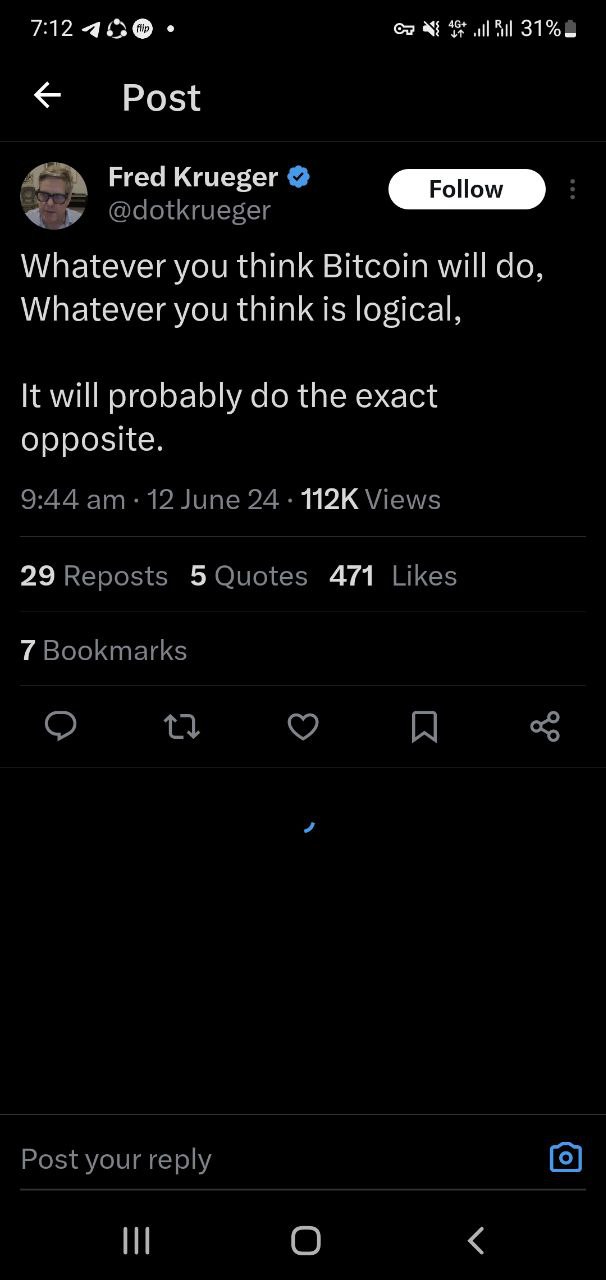 7:12 flip 4G+ R 31%
Post
Fred Krueger
Follow
@dotkrueger
Whatever you think Bitcoin will do,
Whatever you think is logical,
It will probably do the exact
opposite.
9:44 am · 12 June 24 · 112K Views
29 Reposts 5 Quotes 471 Likes
7 Bookmarks
Post your reply